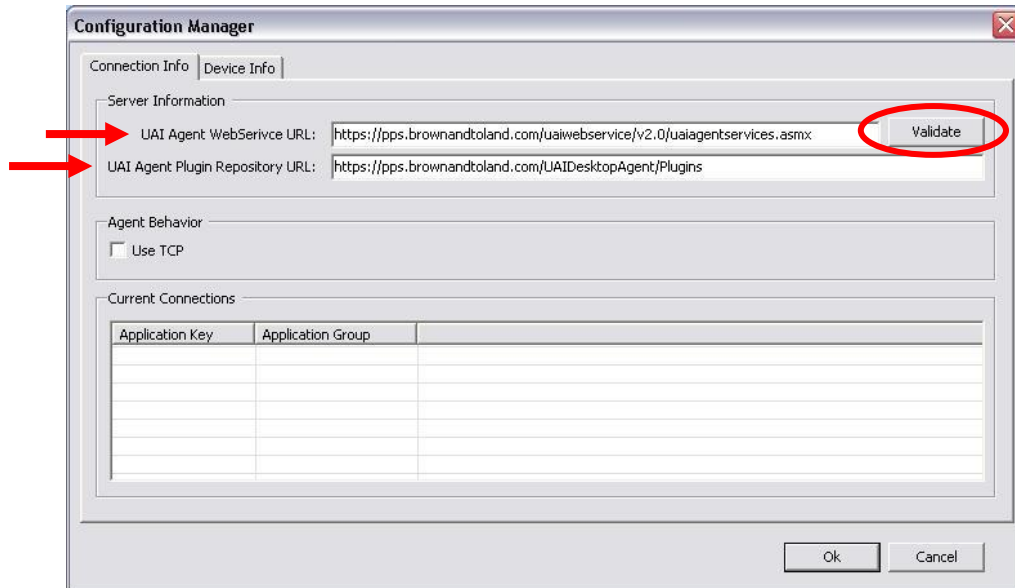 Configuration Manager
Connection Info Device Info
Server Information
UAI Agent WebSerivce URL: https://pps.brownandtoland.com/uaiwebservice/v2.0/uaiagentservices.asmx Validate
UAI Agent Plugin Repository URL: https://pps.brownandtoland.com/UAIDesktopAgent/Plugins
Agent Behavior
Use TCP
Current Connections
Application Key Application Group
Ok Cancel